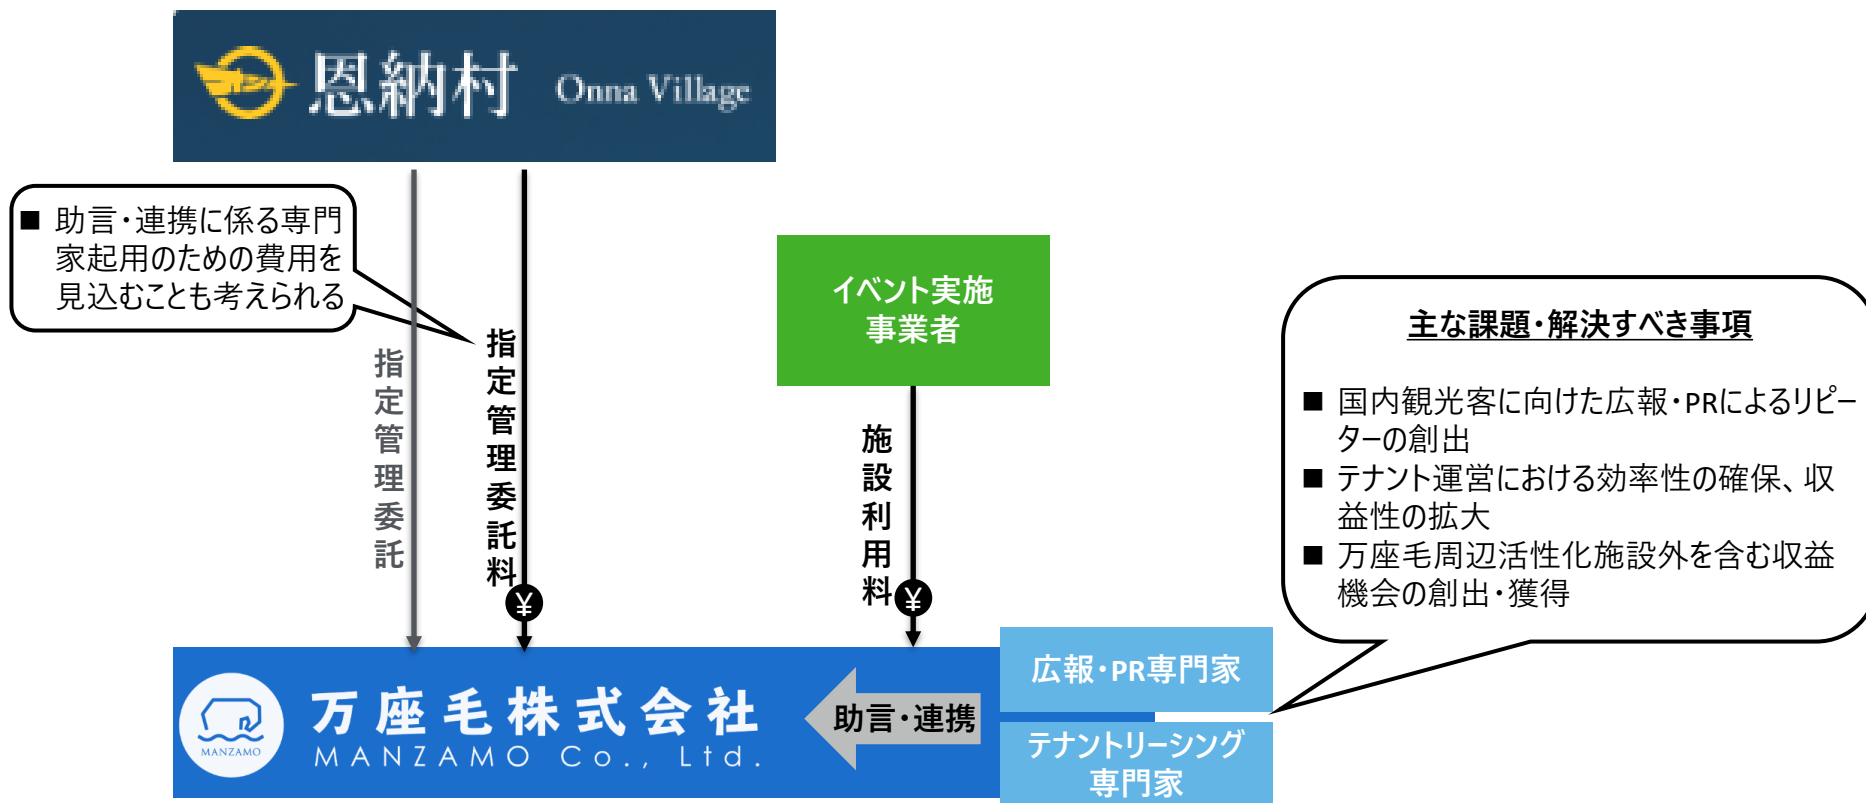 恩納村 Onna Village
■ 助言・連携に係る専門
家起用のための費用を
見込むことも考えられる
指定管理委託
指定管理委託料
¥
イベント実施
事業者
施設利用料
¥
主な課題・解決すべき事項
■ 国内観光客に向けた広報・PRによるリピー
ターの創出
■ テナント運営における効率性の確保、収
益性の拡大
■ 万座毛周辺活性化施設外を含む収益
機会の創出・獲得
MANZAMO
万座毛株式会社
MANZAMO Co., Ltd.
助言・連携
広報・PR専門家
テナントリーシング
専門家